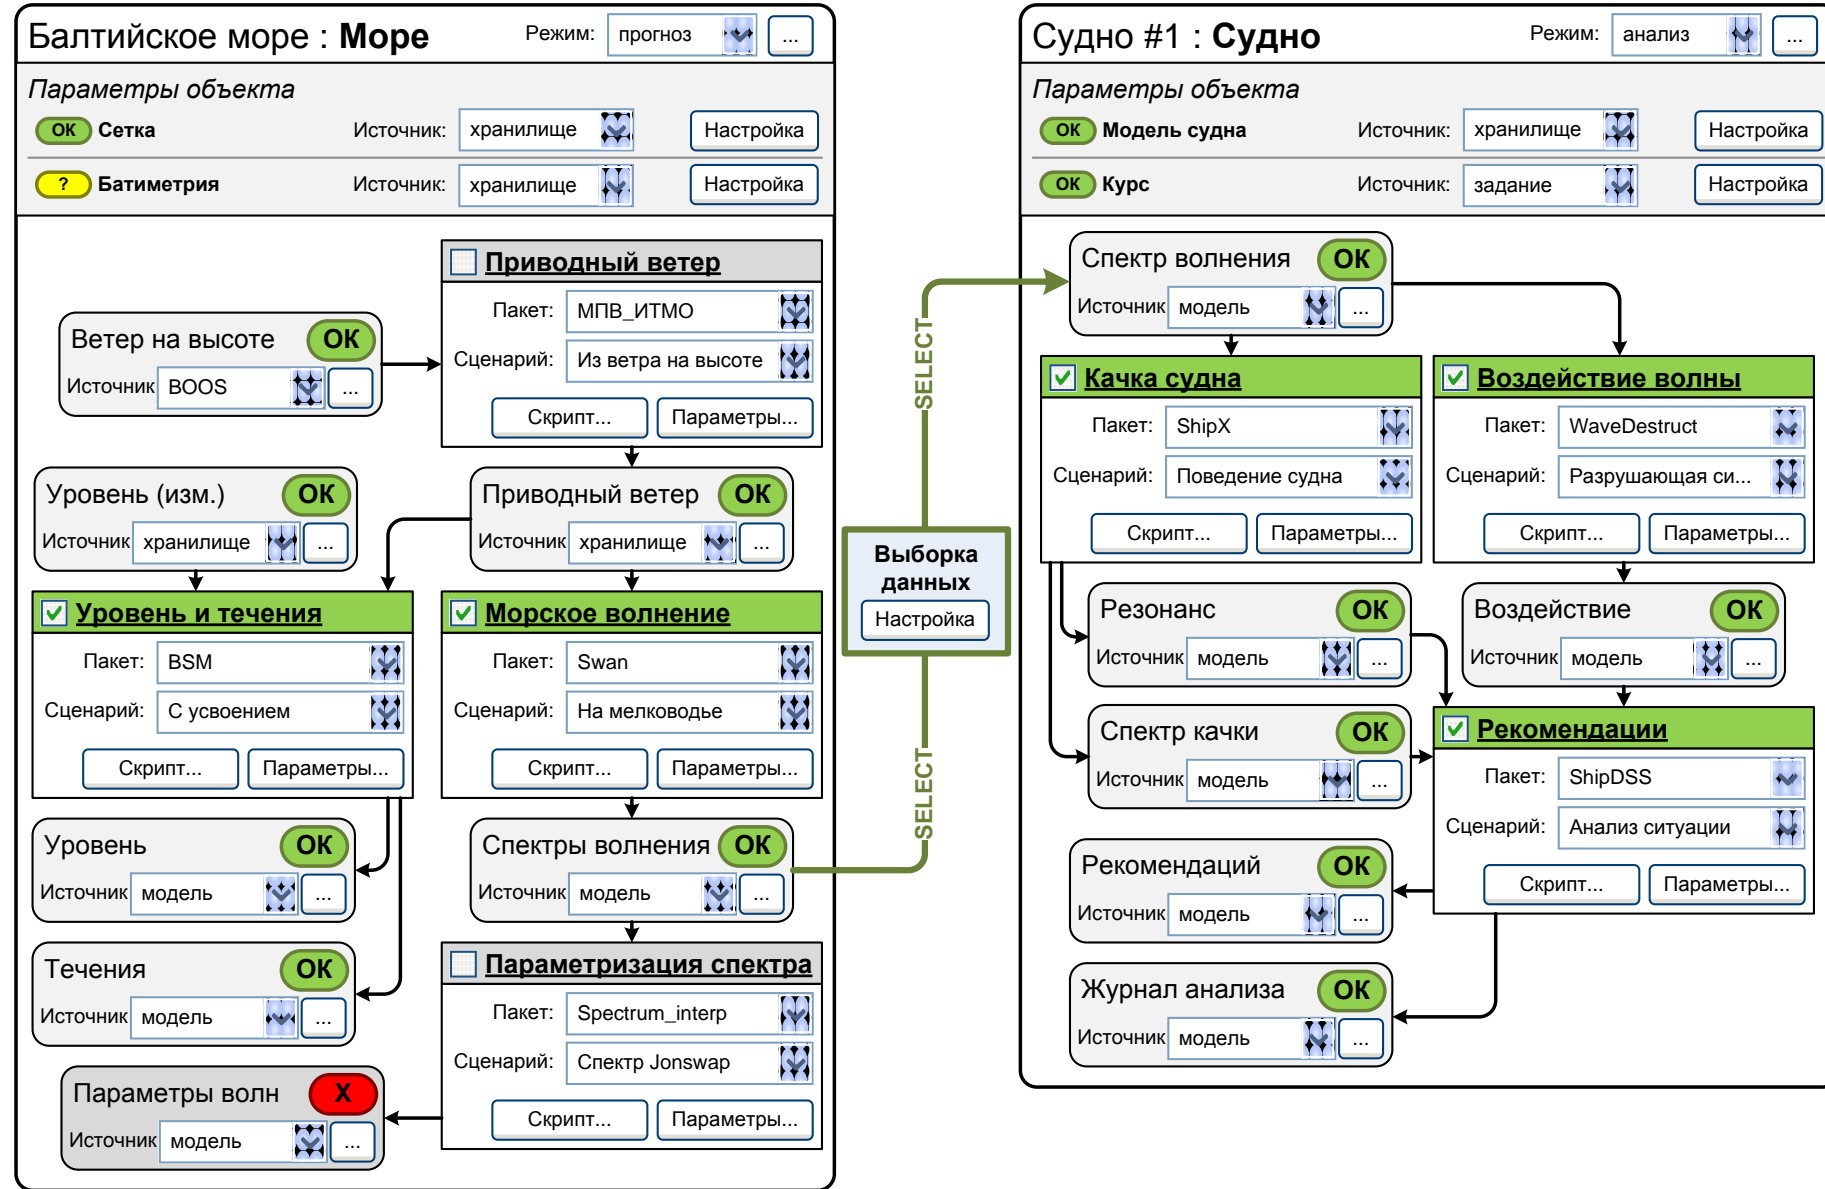 Балтийское море : Море
Режим: прогноз ...
Параметры объекта
ОК Сетка Источник: хранилище Настройка
? Батиметрия Источник: хранилище Настройка
Приводный ветер
Пакет: МПВ_ИТМО
Сценарий: Из ветра на высоте
Скрипт... Параметры...
Ветер на высоте ОК
Источник BOOS ...
Уровень (изм.) ОК
Источник хранилище ...
Приводный ветер ОК
Источник хранилище ...
Уровень и течения
Пакет: BSM
Сценарий: С усвоением
Скрипт... Параметры...
Морское волнение
Пакет: Swan
Сценарий: На мелководье
Скрипт... Параметры...
Уровень ОК
Источник модель ...
Спектры волнения ОК
Источник модель ...
Течения ОК
Источник модель ...
Параметризация спектра
Пакет: Spectrum_interp
Сценарий: Спектр Jonswap
Скрипт... Параметры...
Параметры волн X
Источник модель ...
SELECT
Выборка
данных
Настройка
SELECT
Судно #1 : Судно
Режим: анализ ...
Параметры объекта
ОК Модель судна Источник: хранилище Настройка
ОК Курс Источник: задание Настройка
Спектр волнения ОК
Источник модель ...
Качка судна
Пакет: ShipX
Сценарий: Поведение судна
Скрипт... Параметры...
Воздействие волны
Пакет: WaveDestruct
Сценарий: Разрушающая си...
Скрипт... Параметры...
Резонанс ОК
Источник модель ...
Воздействие ОК
Источник модель ...
Спектр качки ОК
Источник модель ...
Рекомендации
Пакет: ShipDSS
Сценарий: Анализ ситуации
Скрипт... Параметры...
Рекомендаций ОК
Источник модель ...
Журнал анализа ОК
Источник модель ...